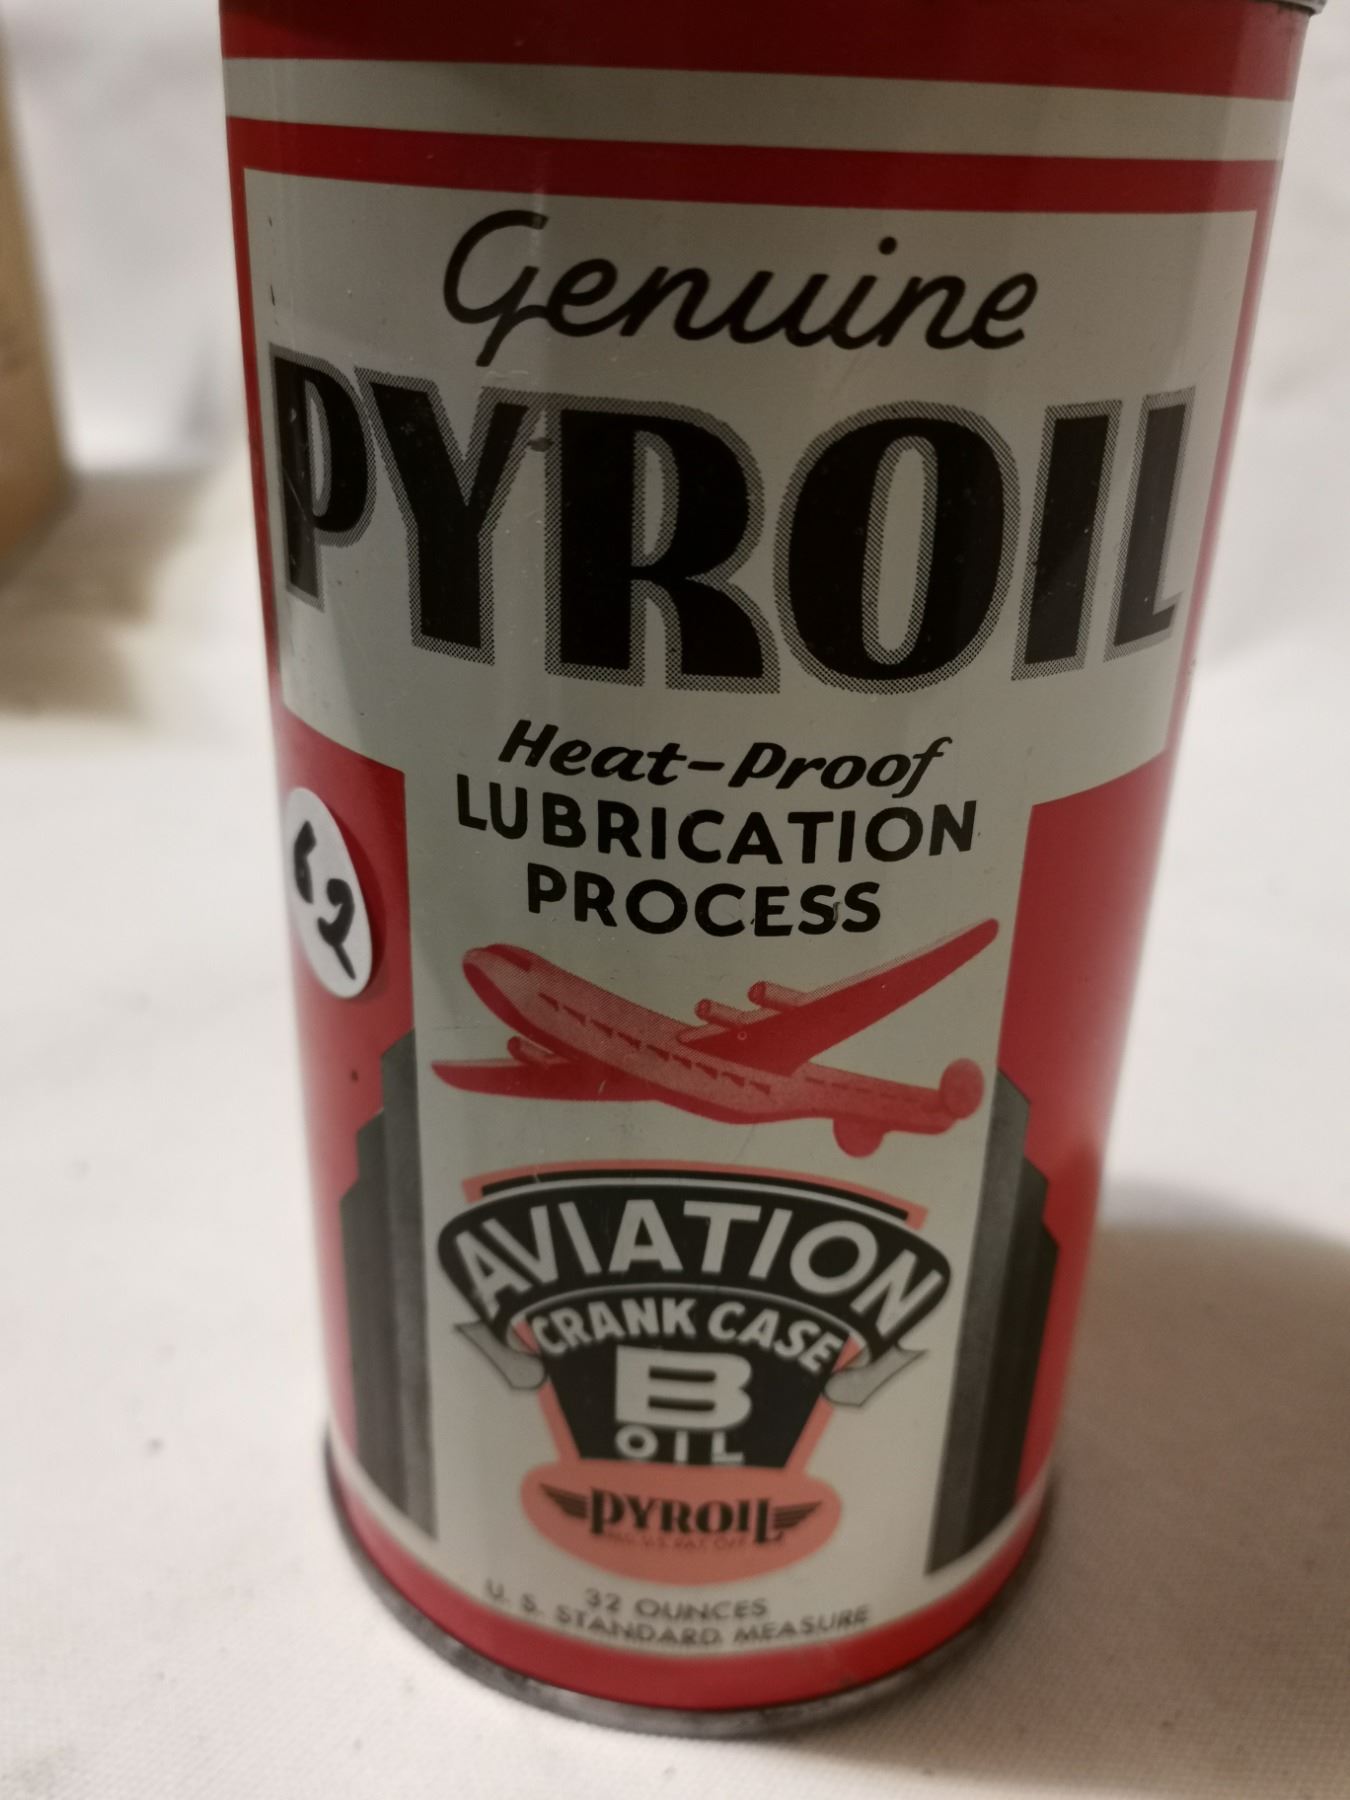 Genuine
PYROIL
Heat-Proof
LUBRICATION
PROCESS
AVIATION
CRANK CASE
B
OIL
PYROIL
32 OUNCES
U. S. STANDARD MEASURE